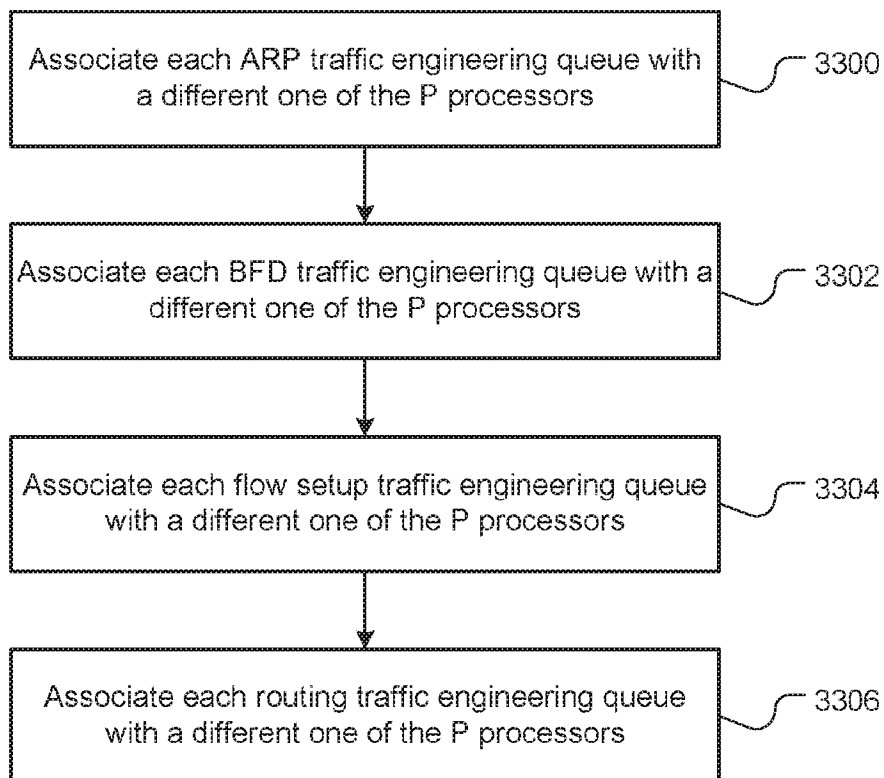 Associate each ARP traffic engineering queue with
a different one of the P processors
3300
Associate each BFD traffic engineering queue with a
different one of the P processors
3302
Associate each flow setup traffic engineering queue
with a different one of the P processors
3304
Associate each routing traffic engineering queue
with a different one of the P processors
3306